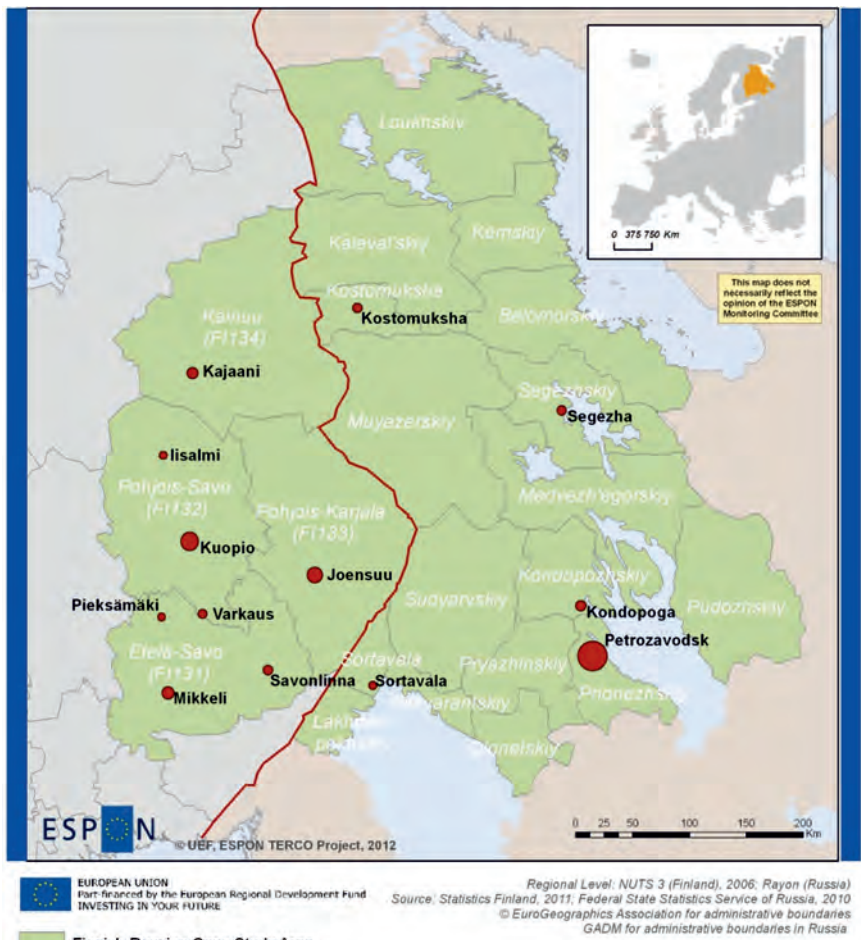 Louhskiy
Kaleval'skiy
Kemskiy
0 375 750 Km
This map does not
necessarily reflect the
opinion of the ESPON
Monitoring Committee
Kostomuksha
Kostomuksha
Belomorskiy
Kainuu
(FI134)
Kajaani
Segezhskiy
Segezha
Muyazerskiy
Iisalmi
Pohjois-Savo
(FI132)
Medvezh'egorskiy
Pohjois-Karjala
(FI133)
Kuopio
Joensuu
Kondopozhskiy
Pieksämäki
Varkaus
Suoyarvskiy
Kondopoga
Pudozhskiy
Petrozavodsk
Etelä-Savo
(FI131)
Sortavala
Pryazhinskiy
Savonlinna
Sortavala
Mikkeli
Prionezhskiy
Olonetskiy
ESPON
© UEF, ESPON TERCO Project, 2012
0 25 50 100 150 200
Km
EUROPEAN UNION
Part-financed by the European Regional Development Fund
INVESTING IN YOUR FUTURE
Regional Level: NUTS 3 (Finland), 2006; Rayon (Russia)
Source: Statistics Finland, 2011; Federal State Statistics Service of Russia, 2010
© EuroGeographics Association for administrative boundaries
GADM for administrative boundaries in Russia